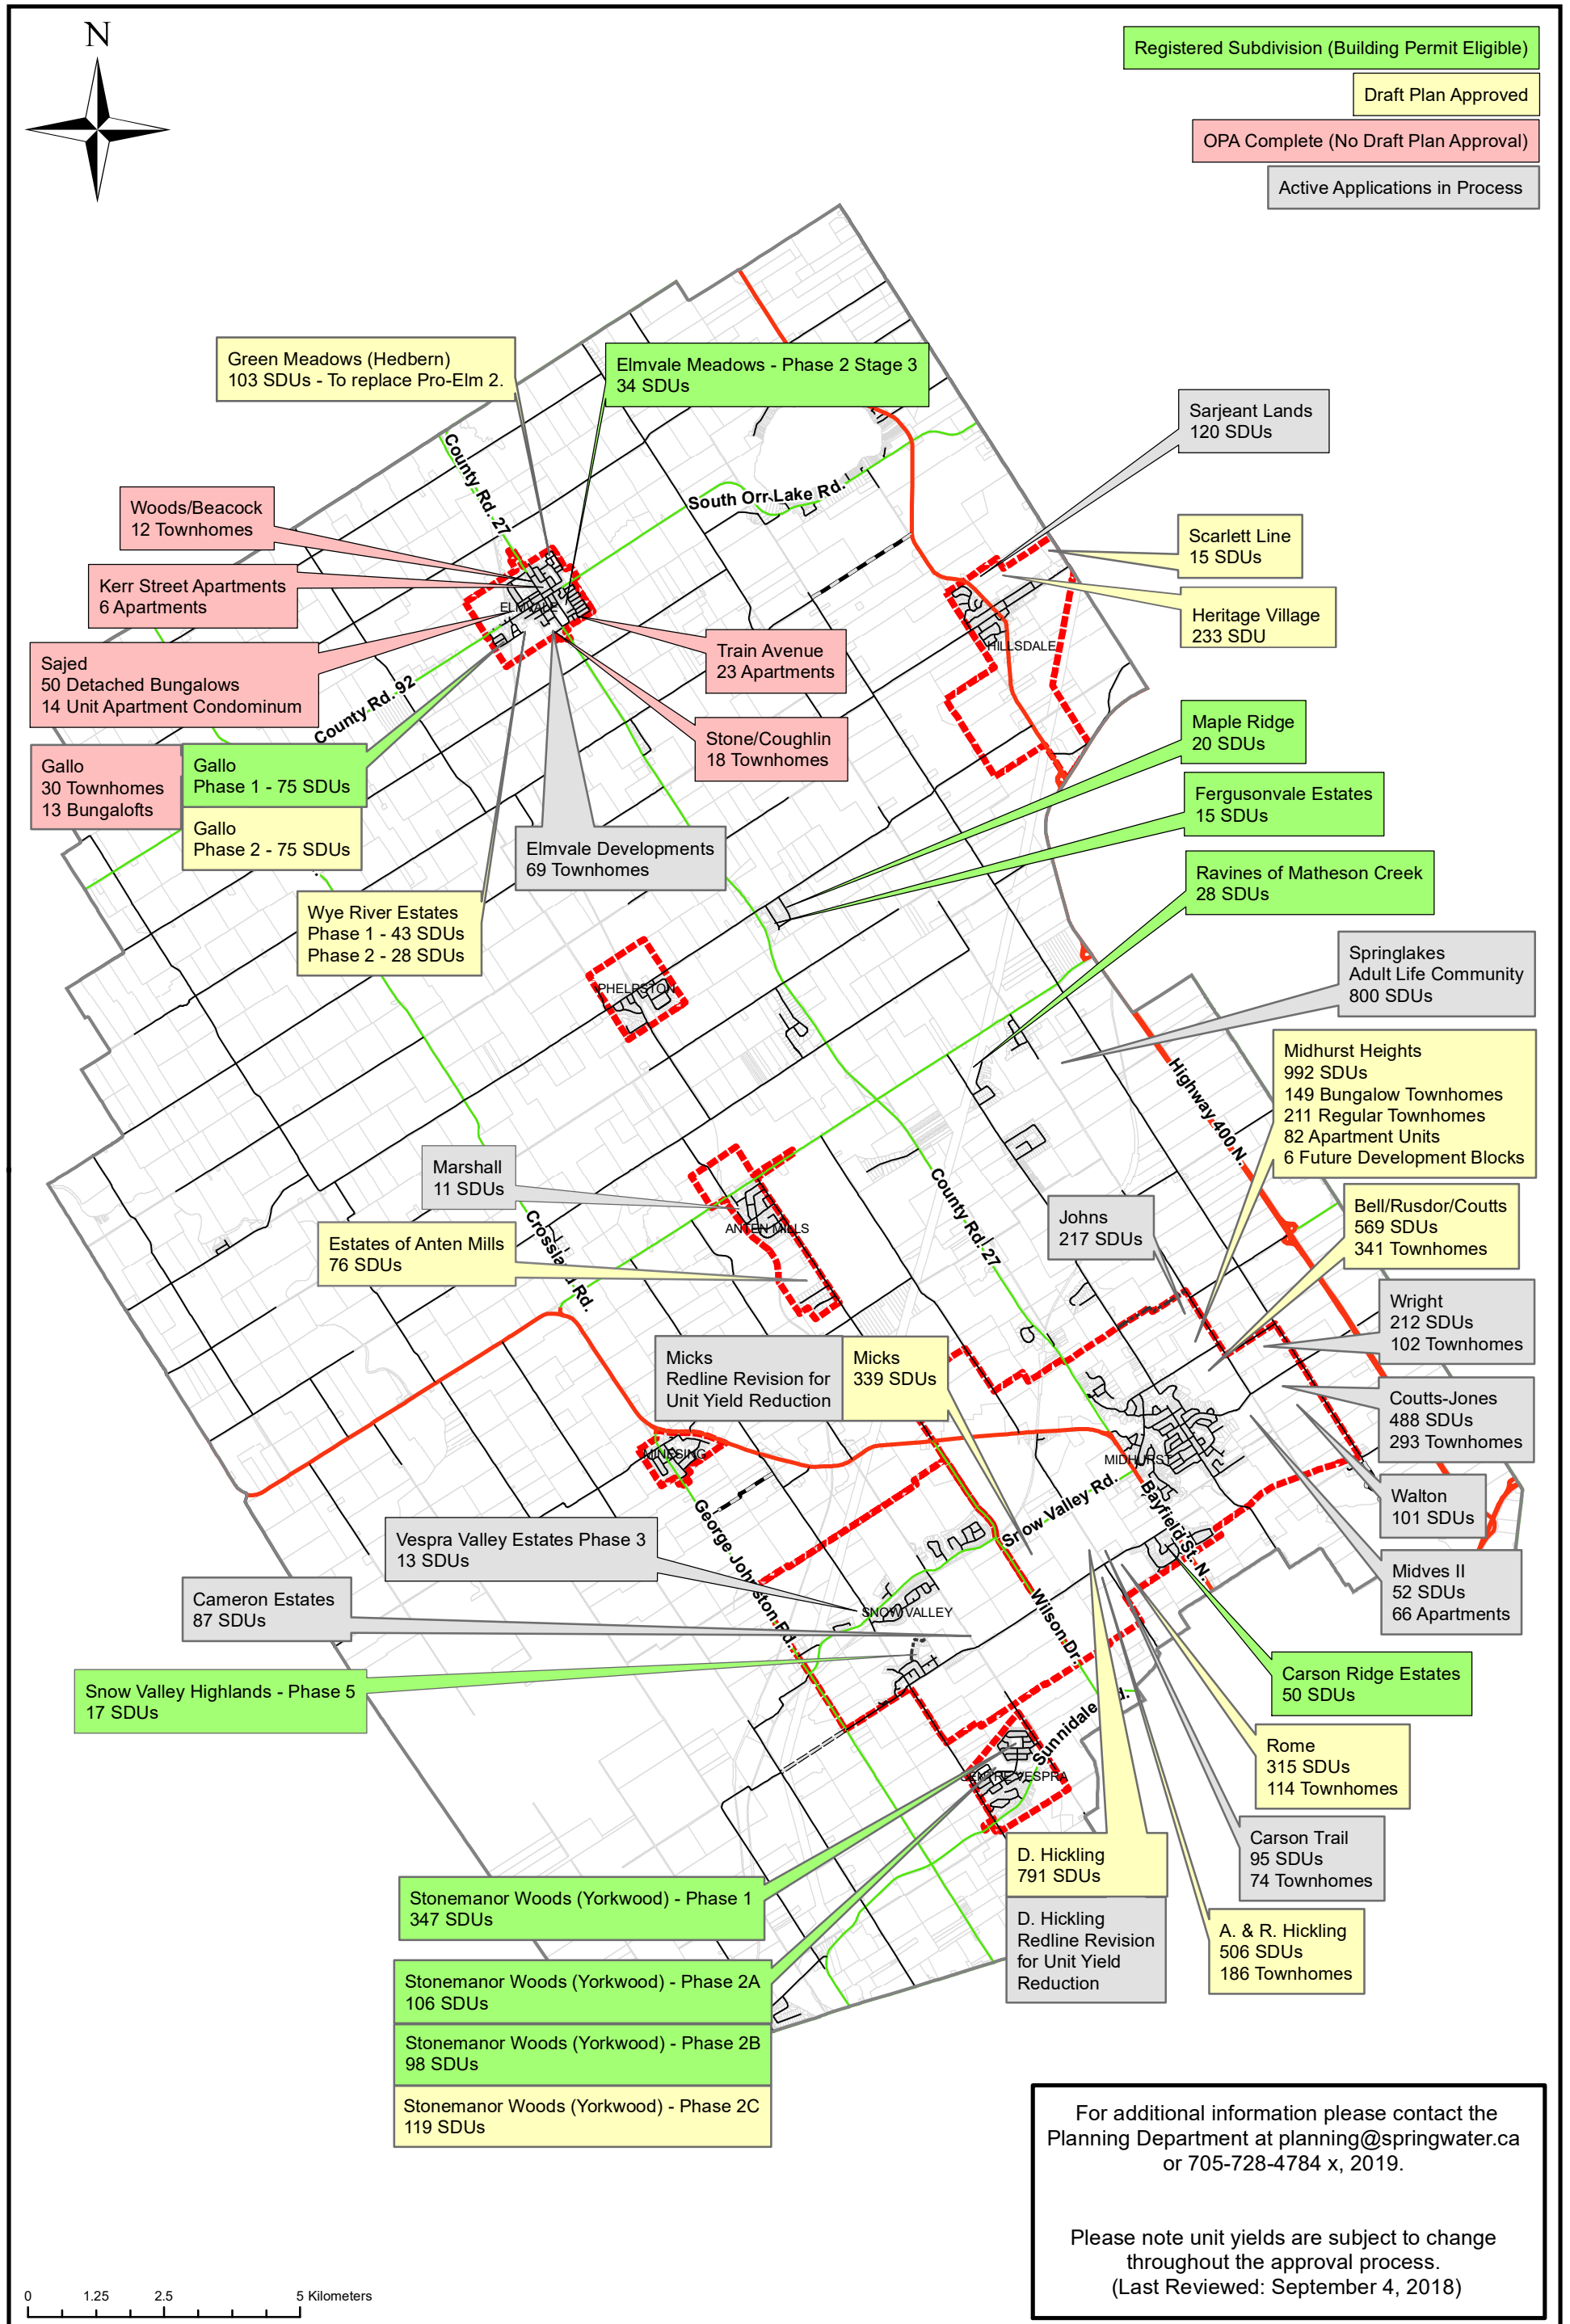 N
Registered Subdivision (Building Permit Eligible)
Draft Plan Approved
OPA Complete (No Draft Plan Approval)
Active Applications in Process
Green Meadows (Hedbern)
103 SDUs - To replace Pro-Elm 2.
Elmvale Meadows - Phase 2 Stage 3
34 SDUs
Sarjeant Lands
120 SDUs
County Rd. 27
South Orr Lake Rd.
Woods/Beacock
12 Townhomes
Scarlett Line
15 SDUs
Kerr Street Apartments
6 Apartments
ELMVALE
Heritage Village
233 SDU
HILLSDALE
Sajed
50 Detached Bungalows
14 Unit Apartment Condominum
Train Avenue
23 Apartments
County Rd. 92
Stone/Coughlin
18 Townhomes
Maple Ridge
20 SDUs
Gallo
30 Townhomes
13 Bungalofts
Gallo
Phase 1 - 75 SDUs
Gallo
Phase 2 - 75 SDUs
Elmvale Developments
69 Townhomes
Fergusonvale Estates
15 SDUs
Ravines of Matheson Creek
28 SDUs
Wye River Estates
Phase 1 - 43 SDUs
Phase 2 - 28 SDUs
PHELPSTON
Springlakes
Adult Life Community
800 SDUs
Midhurst Heights
992 SDUs
149 Bungalow Townhomes
211 Regular Townhomes
82 Apartment Units
6 Future Development Blocks
Highway 400 N.
Marshall
11 SDUs
County Rd. 27
Bell/Rusdor/Coutts
569 SDUs
341 Townhomes
Johns
217 SDUs
ANTEN MILLS
Estates of Anten Mills
76 SDUs
Wright
212 SDUs
102 Townhomes
Micks
Redline Revision for
Unit Yield Reduction
Micks
339 SDUs
Coutts-Jones
488 SDUs
293 Townhomes
MINESING
MIDHURST
Walton
101 SDUs
Snow Valley Rd.
Bayfield St. N.
Vespra Valley Estates Phase 3
13 SDUs
Midves II
52 SDUs
66 Apartments
Cameron Estates
87 SDUs
SNOW VALLEY
Wilson Dr.
Snow Valley Highlands - Phase 5
17 SDUs
Carson Ridge Estates
50 SDUs
Rome
315 SDUs
114 Townhomes
D. Hickling
791 SDUs
Carson Trail
95 SDUs
74 Townhomes
Stonemanor Woods (Yorkwood) - Phase 1
347 SDUs
D. Hickling
Redline Revision
for Unit Yield
Reduction
A. & R. Hickling
506 SDUs
186 Townhomes
Stonemanor Woods (Yorkwood) - Phase 2A
106 SDUs
Stonemanor Woods (Yorkwood) - Phase 2B
98 SDUs
Stonemanor Woods (Yorkwood) - Phase 2C
119 SDUs
For additional information please contact the
Planning Department at planning@springwater.ca
or 705-728-4784 x, 2019.
Please note unit yields are subject to change
throughout the approval process.
(Last Reviewed: September 4, 2018)
0 1.25 2.5 5 Kilometers